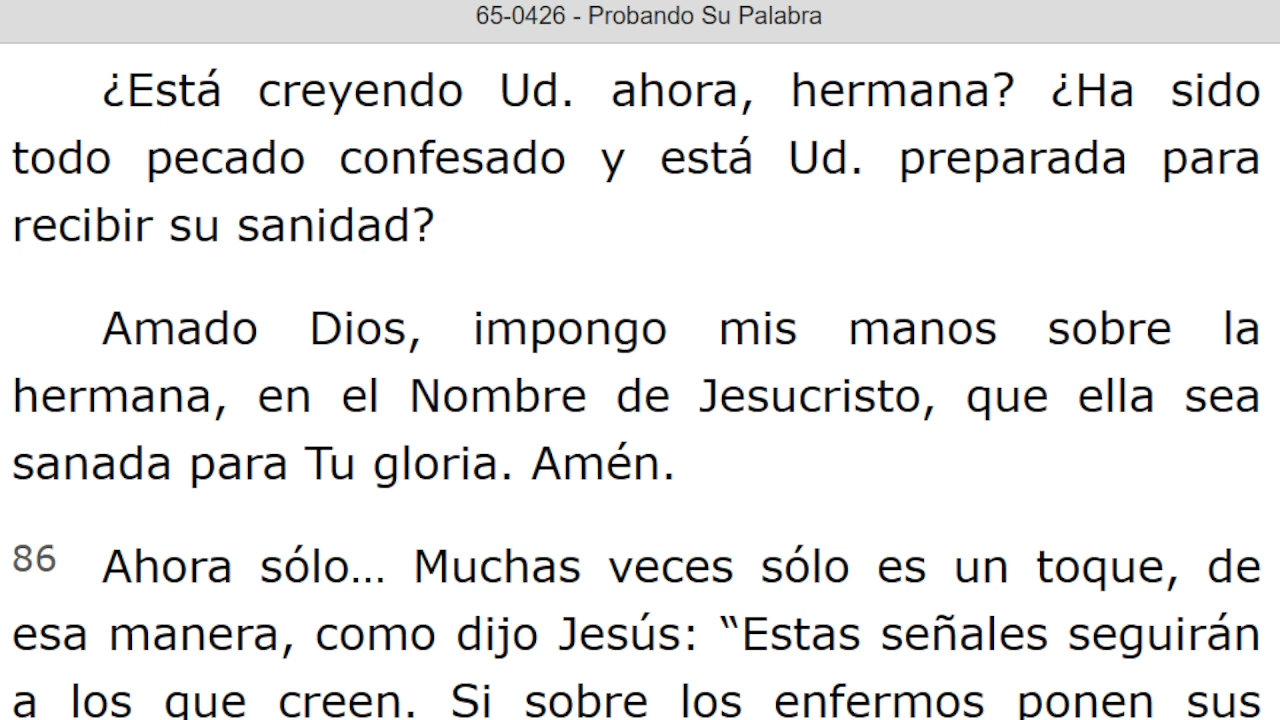 65-0426 - Probando Su Palabra
¿Está creyendo Ud. ahora, hermana? ¿Ha sido
todo pecado confesado y está Ud. preparada para
recibir su sanidad?
Amado Dios, impongo mis manos sobre la
hermana, en el Nombre de Jesucristo, que ella sea
sanada para Tu gloria. Amén.
86 Ahora sólo... Muchas veces sólo es un toque, de
esa manera, como dijo Jesús: “Estas señales seguirán
a los que creen. Si sobre los enfermos ponen sus